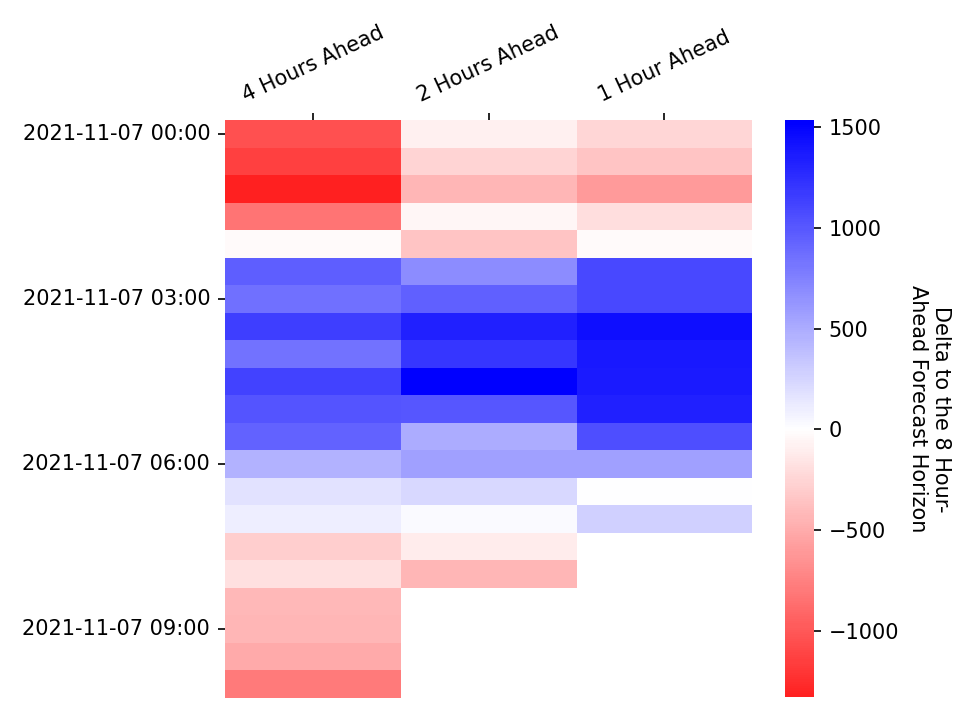 4 Hours Ahead
2 Hours Ahead
1 Hour Ahead
2021-11-07 00:00
2021-11-07 03:00
2021-11-07 06:00
2021-11-07 09:00
1500
1000
500
0
−500
−1000
Delta to the 8 Hour-
Ahead Forecast Horizon